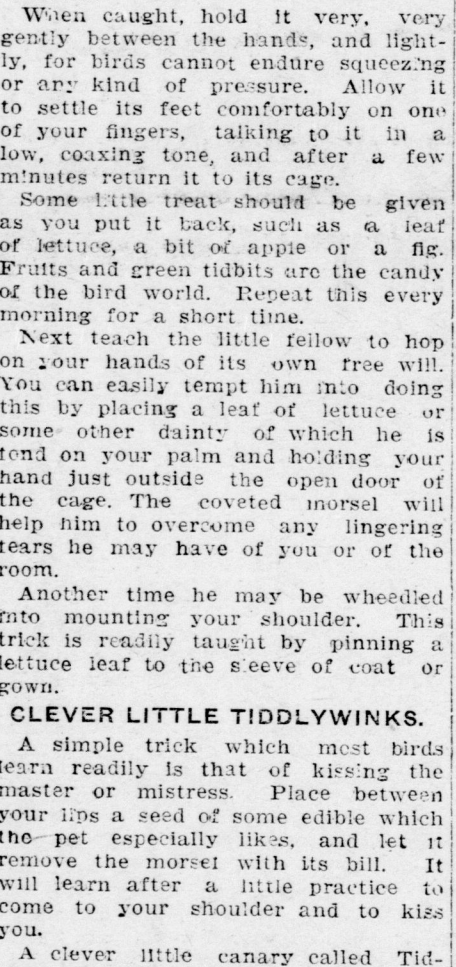 When caught, hold it very, very
gently between the hands, and light-
ly, for birds cannot endure squeezing
or any kind of pressure. Allow it
to settle its feet comfortably on one
of your fingers, talking to it in a
low, coaxing tone, and after a few
minutes return it to its cage.
Some little treat should be given
as you put it back, such as a leaf
of lettuce, a bit of apple or a fig.
Fruits and green tidbits are the candy
of the bird world. Repeat this every
morning for a short time.
Next teach the little fellow to hop
on your hands of its own free will.
You can easily tempt him into doing
this by placing a leaf of lettuce or
some other dainty of which he is
fond on your palm and holding your
hand just outside the open door of
the cage. The coveted morsel will
help him to overcome any lingering
fears he may have of you or of the
room.
Another time he may be wheedled
into mounting your shoulder. This
trick is readily taught by pinning a
lettuce leaf to the sleeve of coat or
gown.
CLEVER LITTLE TIDDLYWINKS.
A simple trick which most birds
learn readily is that of kissing the
master or mistress. Place between
your lips a seed of some edible which
the pet especially likes, and let it
remove the morsel with its bill. It
will learn after a little practice to
come to your shoulder and to kiss
you.
A clever little canary called Tid-